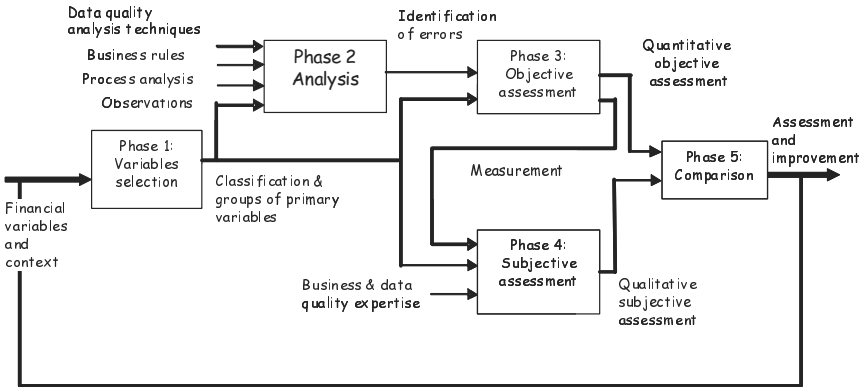 Data quality
analysis techniques
Business rules
Process analysis
Observations
Phase 2
Analysis
Identification
of errors
Phase 3:
Objective
assessment
Quantitative
objective
assessment
Phase 1:
Variables
selection
Classification &
groups of primary
variables
Measurement
Phase 5:
Comparison
Assessment
and
improvement
Financial
variables
and
context
Business & data
quality expertise
Phase 4:
Subjective
assessment
Qualitative
subjective
assessment